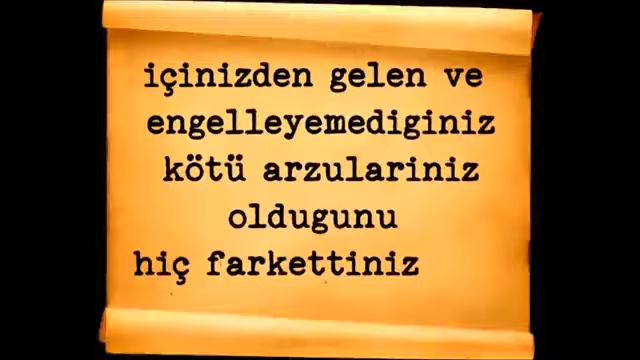 içinizden gelen ve
engelleyemediginiz
kötü arzulariniz
oldugunu
hiç farkettiniz